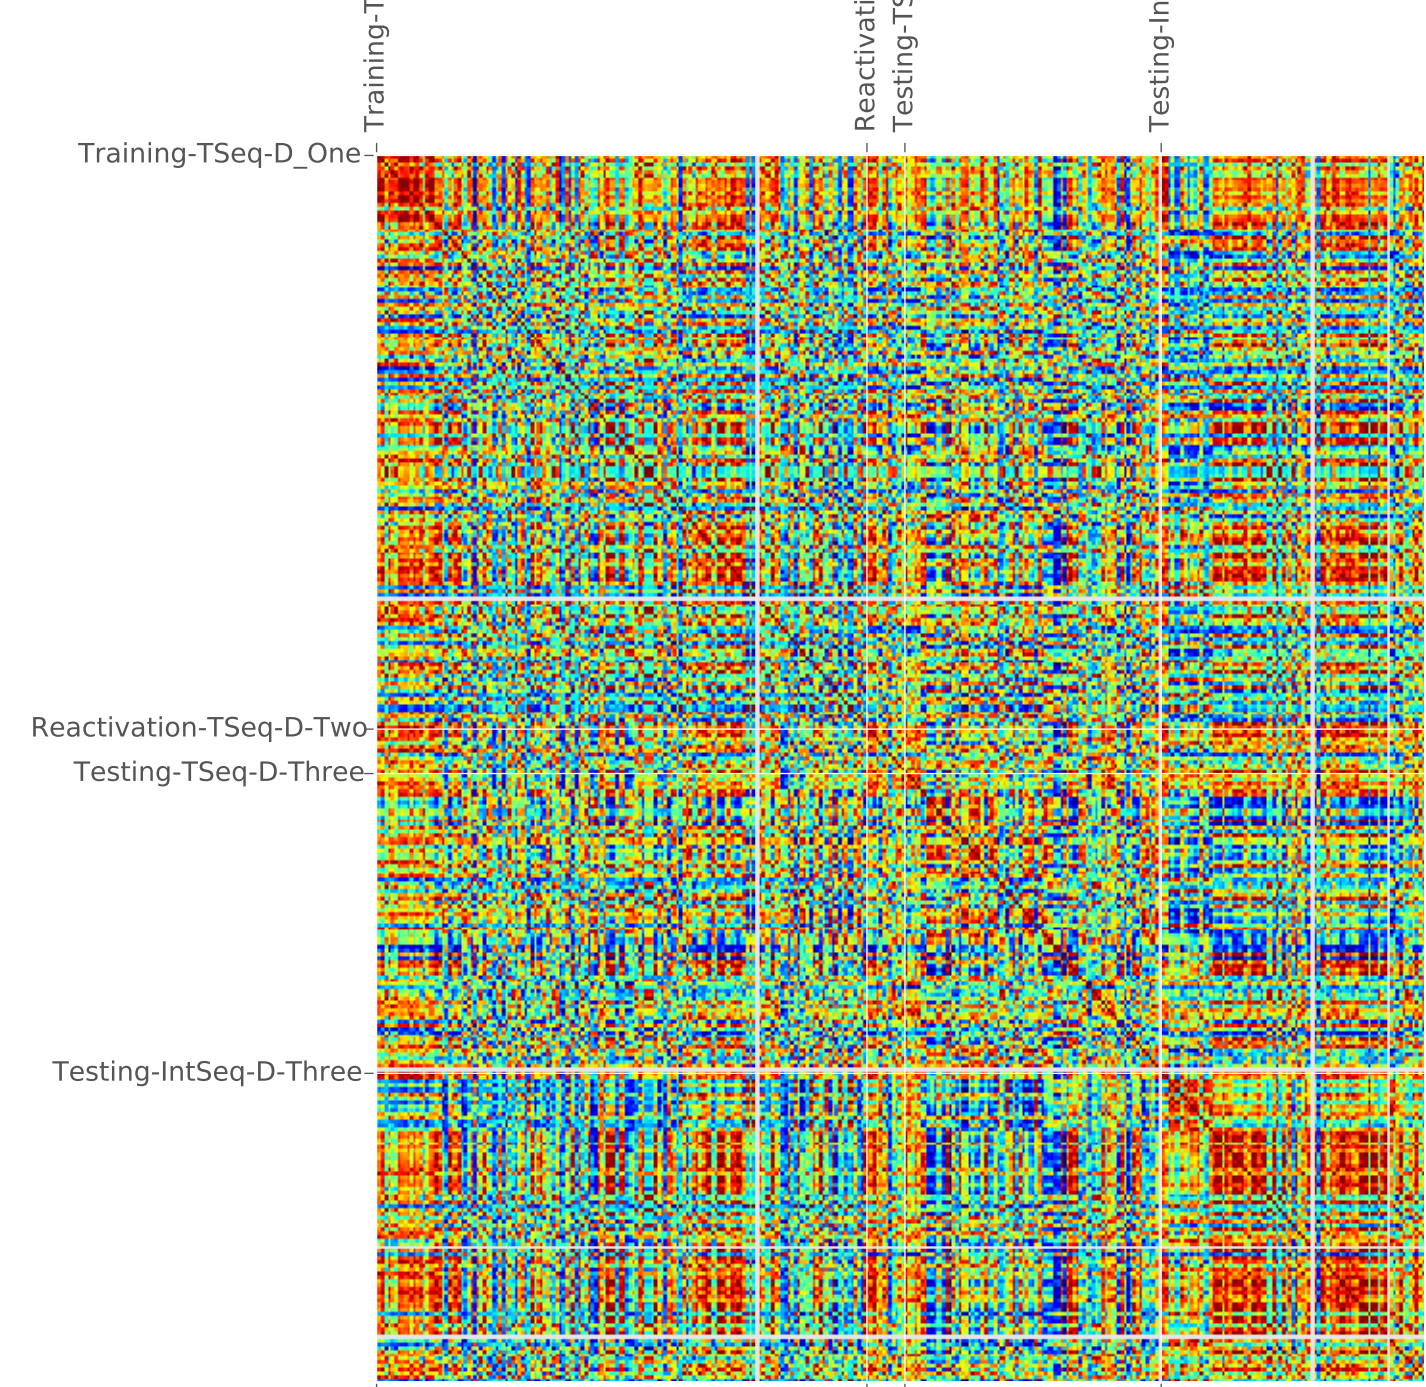 Training-T
Reactivati
Testing-TS
Testing-In
Training-TSeq-D_One
Reactivation-TSeq-D-Two
Testing-TSeq-D-Three
Testing-IntSeq-D-Three